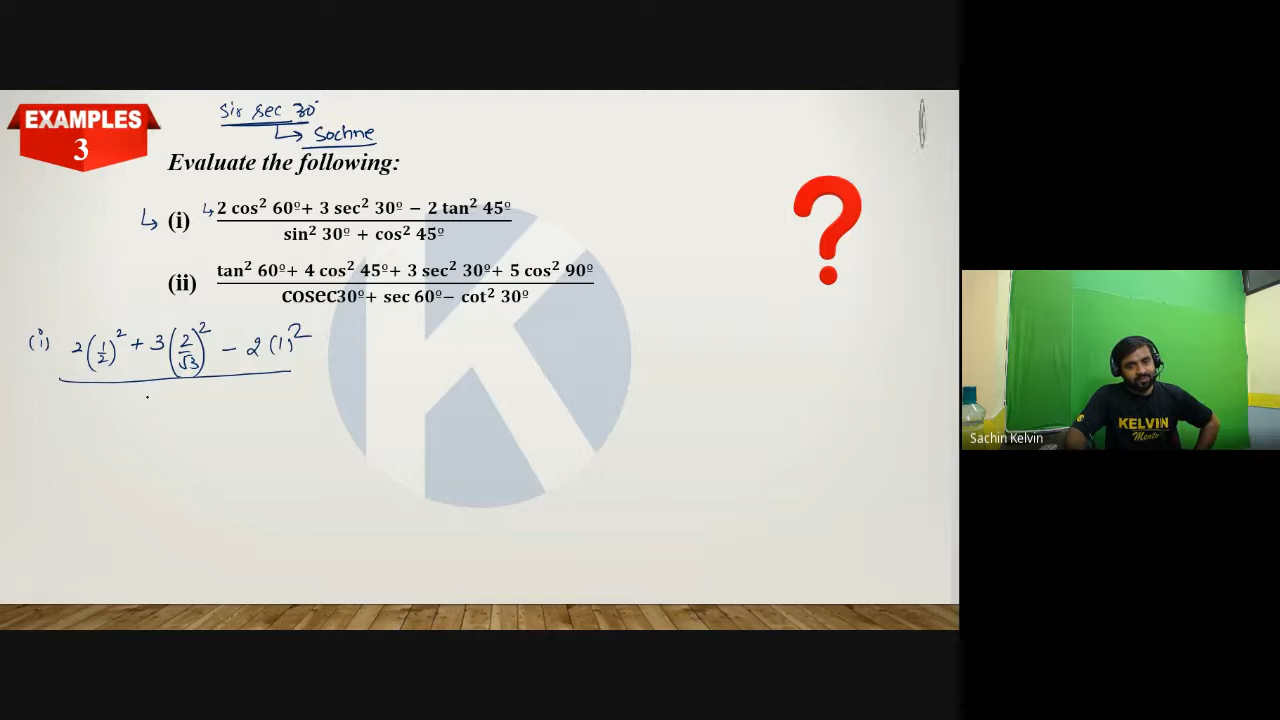 sir sec 30°
EXAMPLES
↳ Sochne
3
Evaluate the following:
↳ (i) ↳ 2 cos² 60º+ 3 sec² 30º − 2 tan² 45º
sin² 30º + cos² 45º
(ii) tan² 60º+ 4 cos² 45º+ 3 sec² 30º+ 5 cos² 90º
COSEC30º+ sec 60º− cot² 30º
(i) 2(1/2)² + 3(2/√3)² − 2(1)²
?
KELVIN
Mentor
Sachin Kelvin